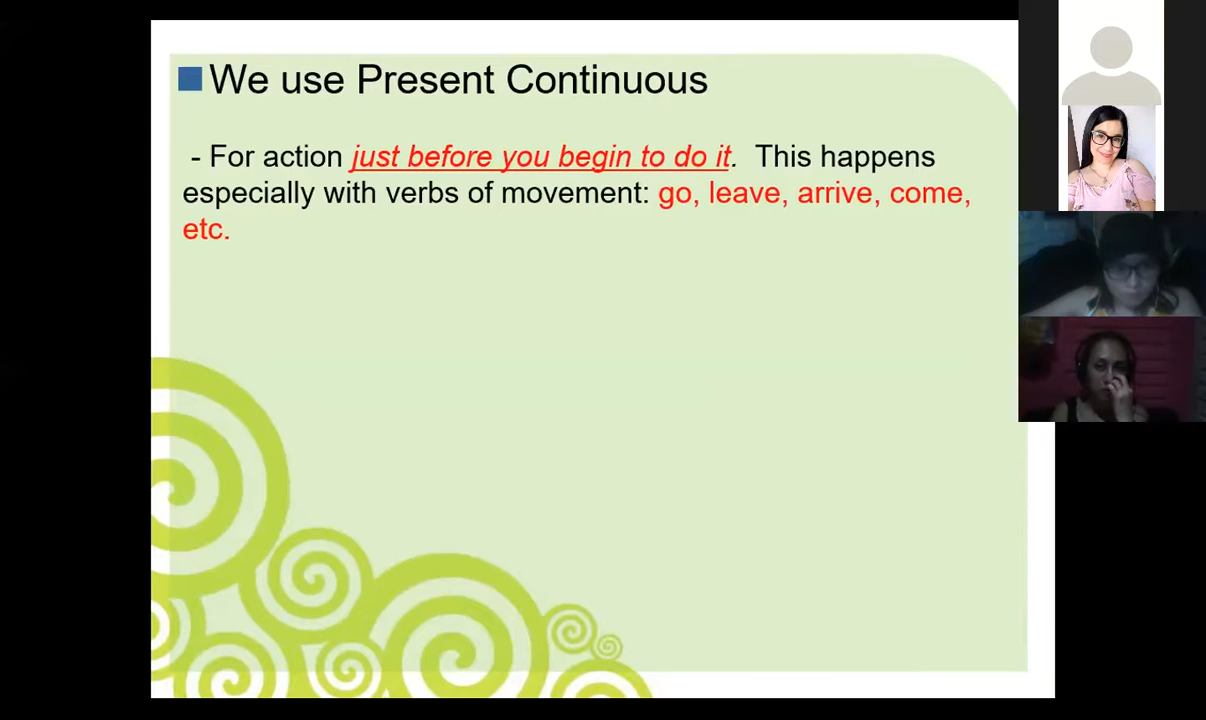 We use Present Continuous
- For action just before you begin to do it. This happens
especially with verbs of movement: go, leave, arrive, come,
etc.